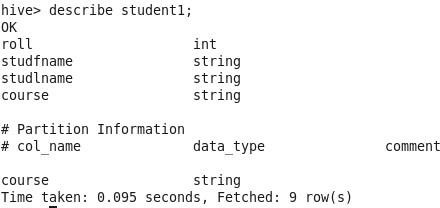 hive> describe student1;
OK
roll int
studfname string
studlname string
course string
# Partition Information
# col_name data_type comment
course string
Time taken: 0.095 seconds, Fetched: 9 row(s)